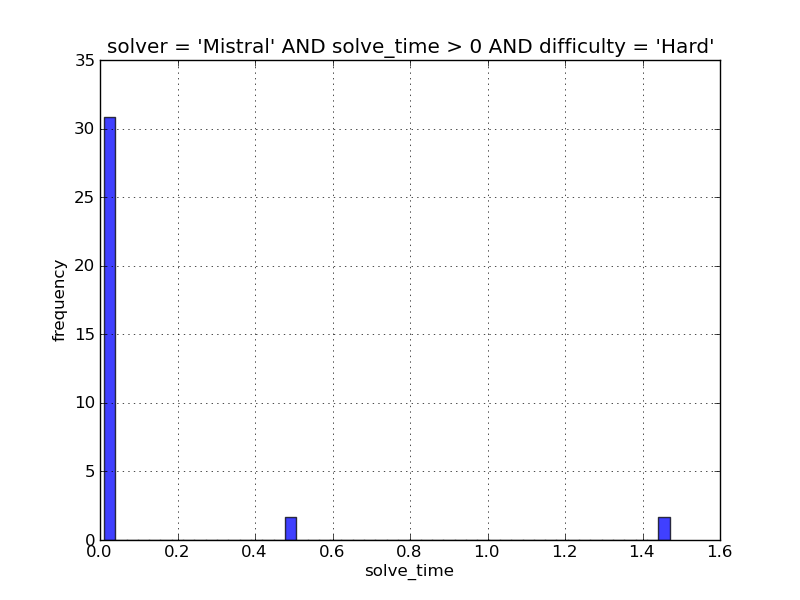 solver = 'Mistral' AND solve_time > 0 AND difficulty = 'Hard'
35
30
25
20
15
10
5
0
frequency
0.0 0.2 0.4 0.6 0.8 1.0 1.2 1.4 1.6
solve_time